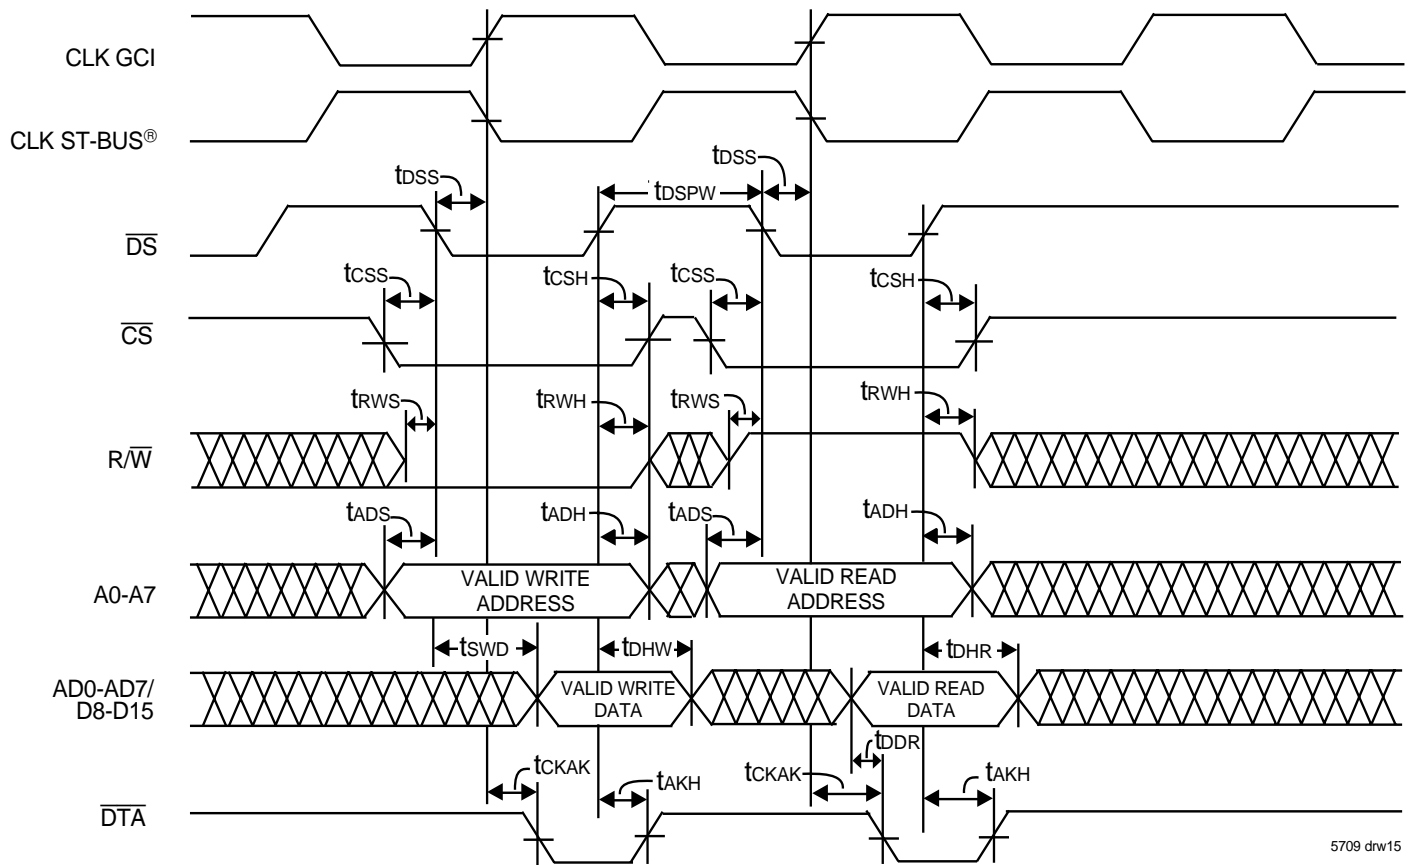 CLK GCI
CLK ST-BUS®
tDSS
tDSPW
tDSS
DS
tCSS
tCSH
tCSS
tCSH
CS
tRWS
tRWH
tRWS
tRWH
R/W
tADS
tADH
tADS
tADH
A0-A7
VALID WRITE
ADDRESS
VALID READ
ADDRESS
tSWD
tDHW
tDHR
AD0-AD7/
D8-D15
VALID WRITE
DATA
VALID READ
DATA
tDDR
tCKAK
tAKH
tCKAK
tAKH
DTA
5709 drw15